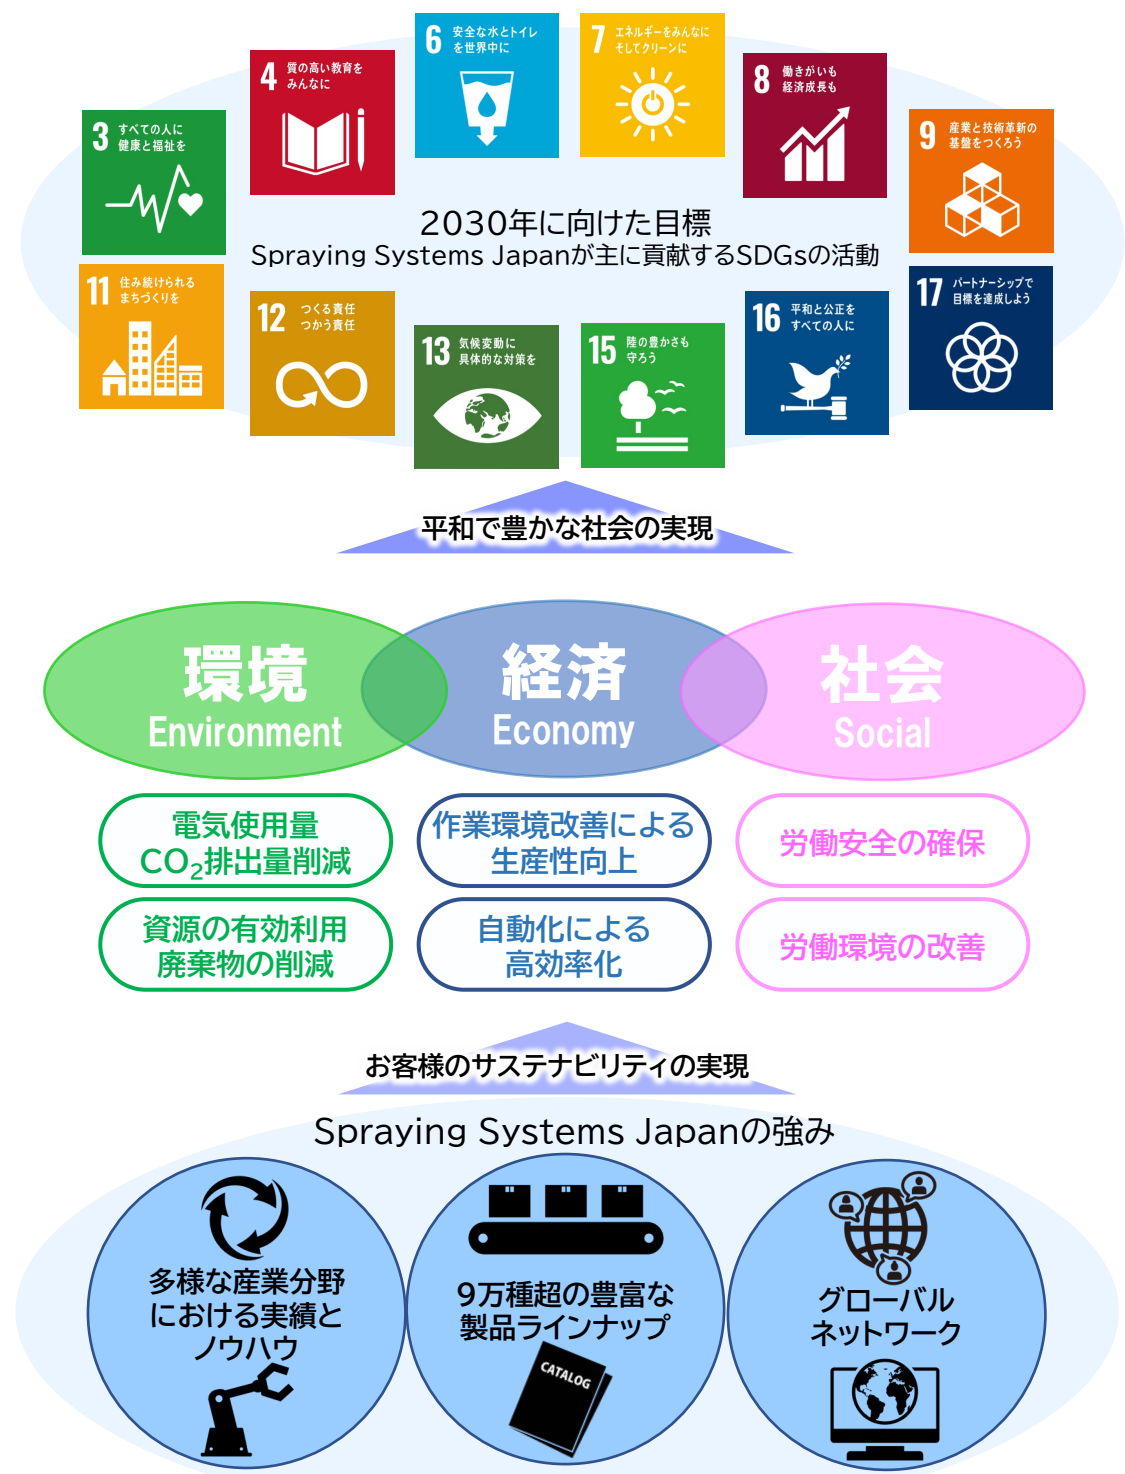 6 安全な水とトイレ
を世界中に
7 エネルギーをみんなに
そしてクリーンに
4 質の高い教育を
みんなに
8 働きがいも
経済成長も
3 すべての人に
健康と福祉を
9 産業と技術革新の
基盤をつくろう
2030年に向けた目標
Spraying Systems Japanが主に貢献するSDGsの活動
11 住み続けられる
まちづくりを
12 つくる責任
つかう責任
13 気候変動に
具体的な対策を
15 陸の豊かさも
守ろう
16 平和と公正を
すべての人に
17 パートナーシップで
目標を達成しよう
平和で豊かな社会の実現
環境
Environment
経済
Economy
社会
Social
電気使用量
CO₂排出量削減
作業環境改善による
生産性向上
労働安全の確保
資源の有効利用
廃棄物の削減
自動化による
高効率化
労働環境の改善
お客様のサステナビリティの実現
Spraying Systems Japanの強み
多様な産業分野
における実績と
ノウハウ
9万種超の豊富な
製品ラインナップ
CATALOG
グローバル
ネットワーク